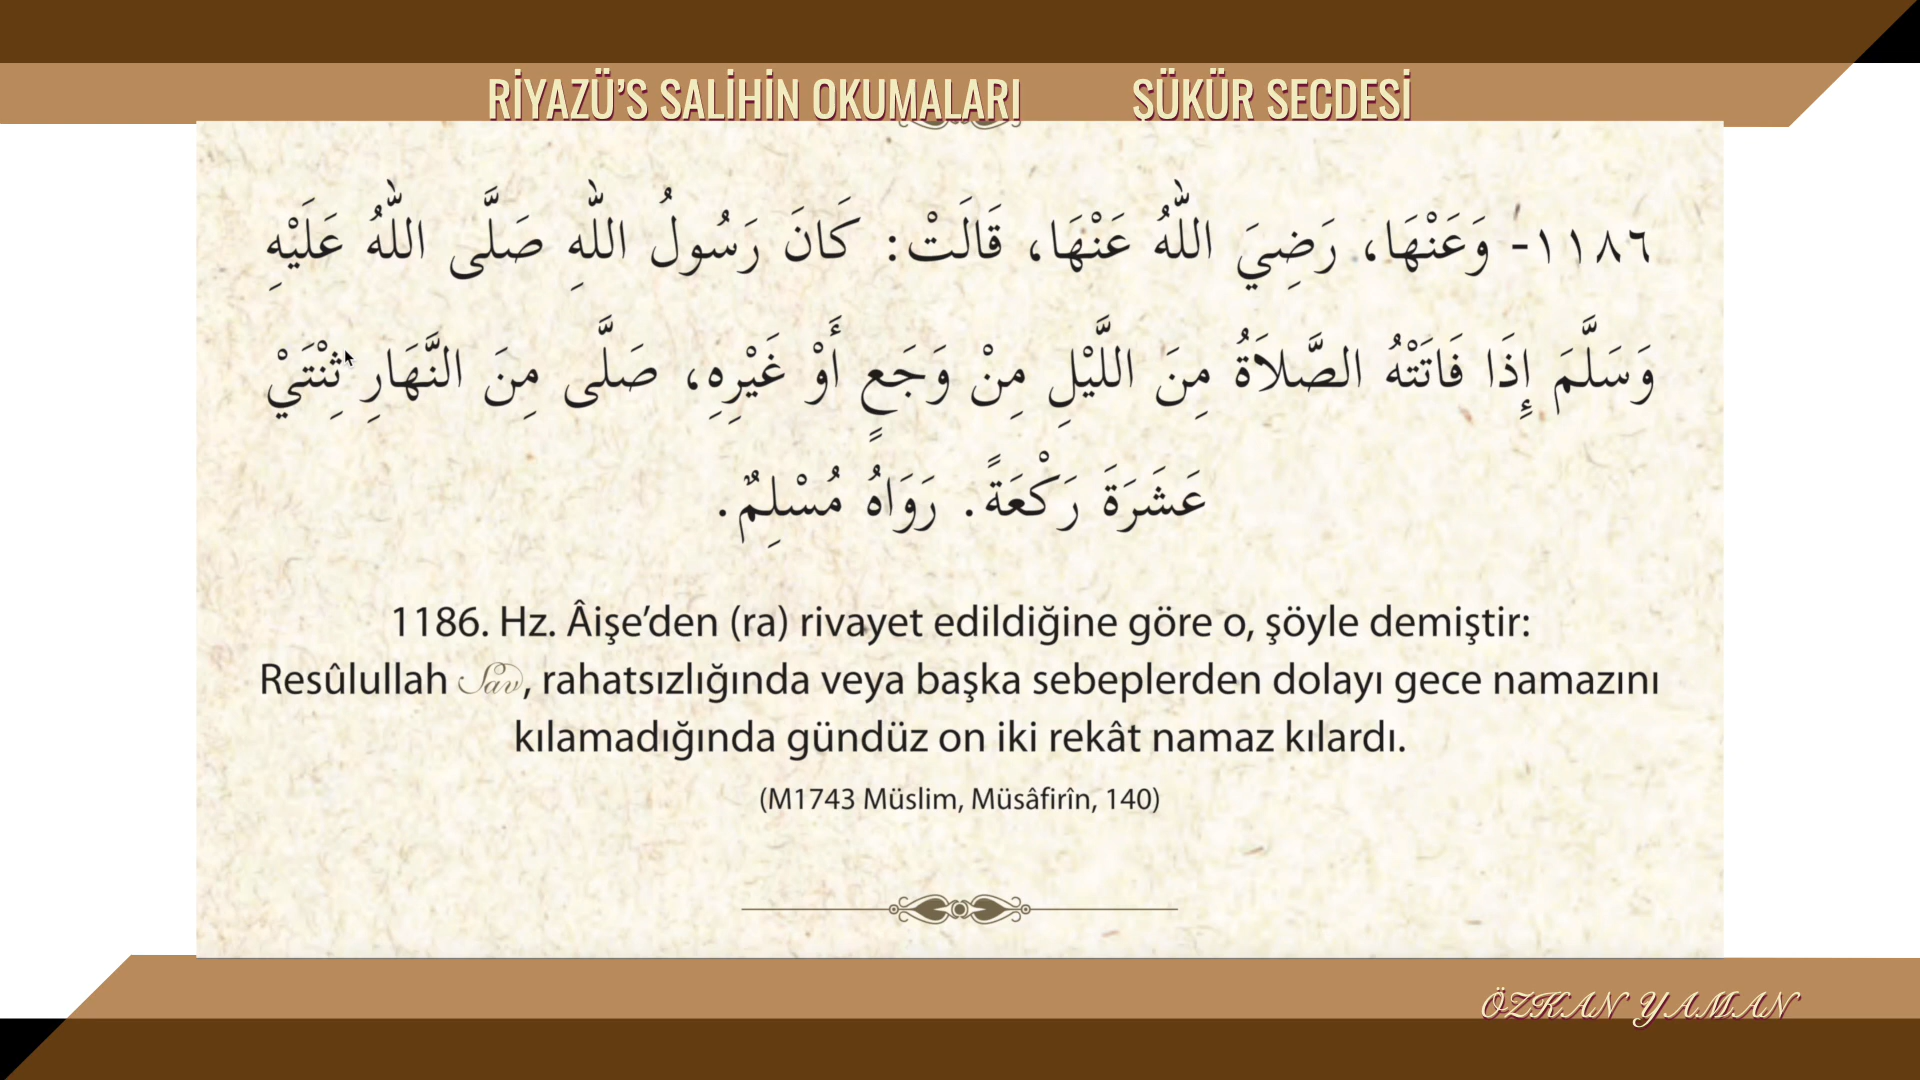 RİYAZÜ’S SALİHİN OKUMALARI ŞÜKÜR SECDESİ
١١٨٦- وَعَنْهَا، رَضِيَ اللّٰهُ عَنْهَا، قَالَتْ: كَانَ رَسُولُ اللّٰهِ صَلَّى اللّٰهُ عَلَيْهِ
وَسَلَّمَ إِذَا فَاتَتْهُ الصَّلاَةُ مِنَ اللَّيْلِ مِنْ وَجَعٍ أَوْ غَيْرِهِ، صَلَّى مِنَ النَّهَارِ ثِنْتَيْ
عَشَرَةَ رَكْعَةً. رَوَاهُ مُسْلِمٌ.
1186. Hz. Âişe’den (ra) rivayet edildiğine göre o, şöyle demiştir:
Resûlullah Sav, rahatsızlığında veya başka sebeplerden dolayı gece namazını
kılamadığında gündüz on iki rekât namaz kılardı.
(M1743 Müslim, Müsâfirîn, 140)
ÖZKAN YAMAN